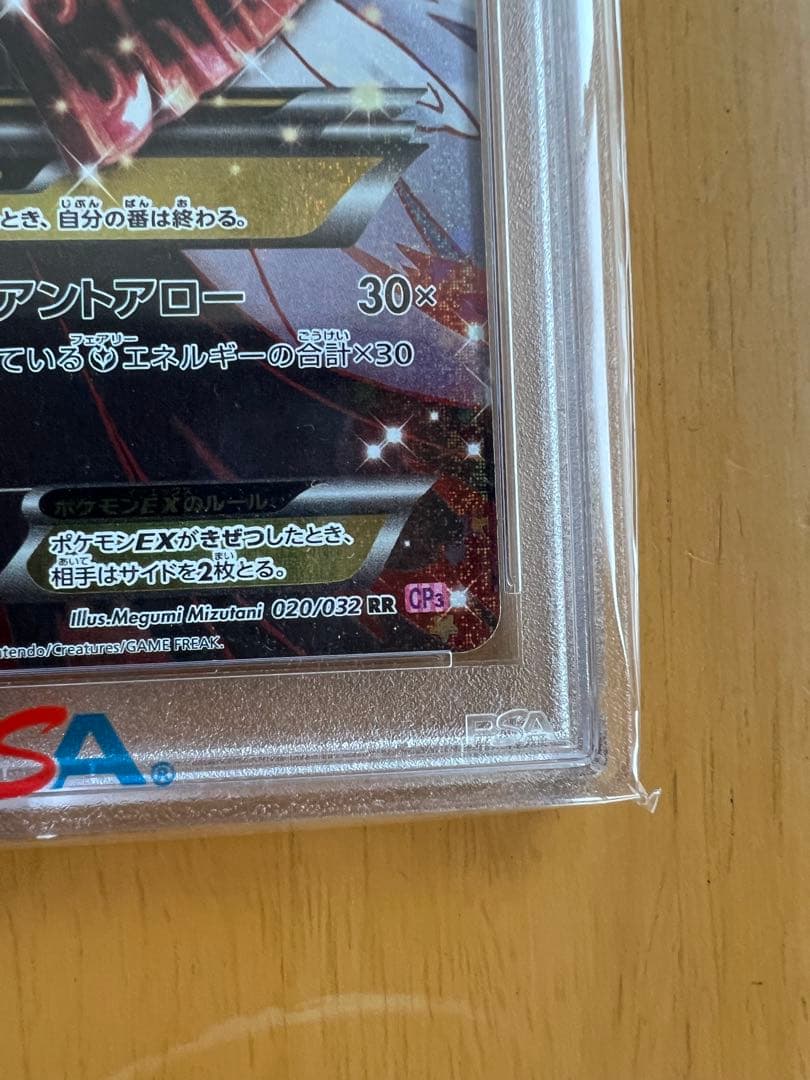 とき、自分の番は終わる。
アントアロー 30×
ているエネルギーの合計×30
ポケモンEXのルール
ポケモンEXがきぜつしたとき、
相手はサイドを2枚とる。
Illus.Megumi Mizutani 020/032 RR CP3
ntendo/Creatures/GAME FREAK.
PSA
SA®